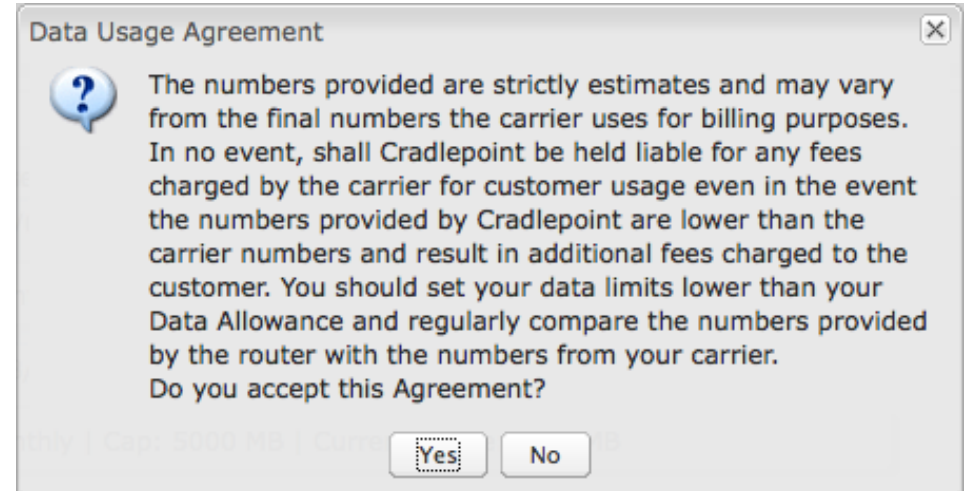 Data Usage Agreement
The numbers provided are strictly estimates and may vary
from the final numbers the carrier uses for billing purposes.
In no event, shall Cradlepoint be held liable for any fees
charged by the carrier for customer usage even in the event
the numbers provided by Cradlepoint are lower than the
carrier numbers and result in additional fees charged to the
customer. You should set your data limits lower than your
Data Allowance and regularly compare the numbers provided
by the router with the numbers from your carrier.
Do you accept this Agreement?
Cap: 5000 MB
Yes No